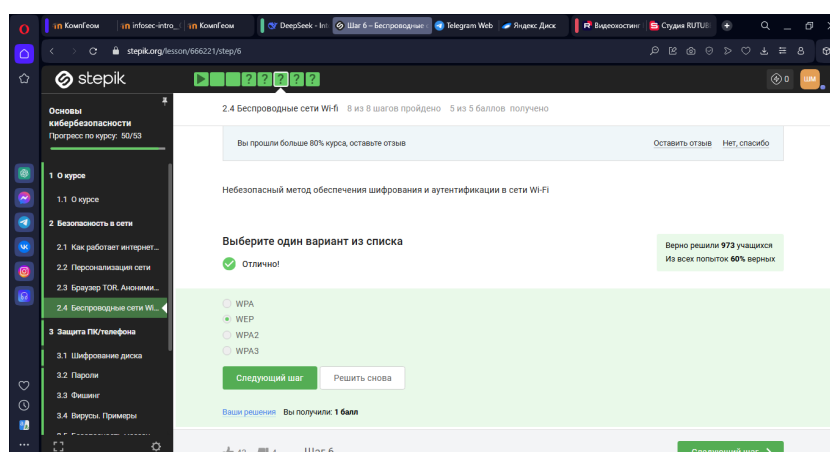 КомпГеом
infosec-intro_
КомпГеом
DeepSeek - Int
Шаг 6 – Беспроводные
Telegram Web
Яндекс Диск
Видеохостинг
Студия RUTUB
stepik.org/lesson/666221/step/6
stepik
? ? ? ? ?
0
ШМ
Основы
кибербезопасности
Прогресс по курсу: 50/53
2.4 Беспроводные сети Wi-fi 8 из 8 шагов пройдено 5 из 5 баллов получено
Вы прошли больше 80% курса, оставьте отзыв
Оставить отзыв
Нет, спасибо
1 О курсе
1.1 О курсе
2 Безопасность в сети
2.1 Как работает интернет...
2.2 Персонализация сети
2.3 Браузер TOR. Аноними...
2.4 Беспроводные сети Wi...
3 Защита ПК/телефона
3.1 Шифрование диска
3.2 Пароли
3.3 Фишинг
3.4 Вирусы. Примеры
Небезопасный метод обеспечения шифрования и аутентификации в сети Wi-Fi
Выберите один вариант из списка
Отлично!
Верно решили 973 учащихся
Из всех попыток 60% верных
WPA
WEP
WPA2
WPA3
Следующий шаг
Решить снова
Ваши решения Вы получили: 1 балл
Шаг 6
Следующий шаг